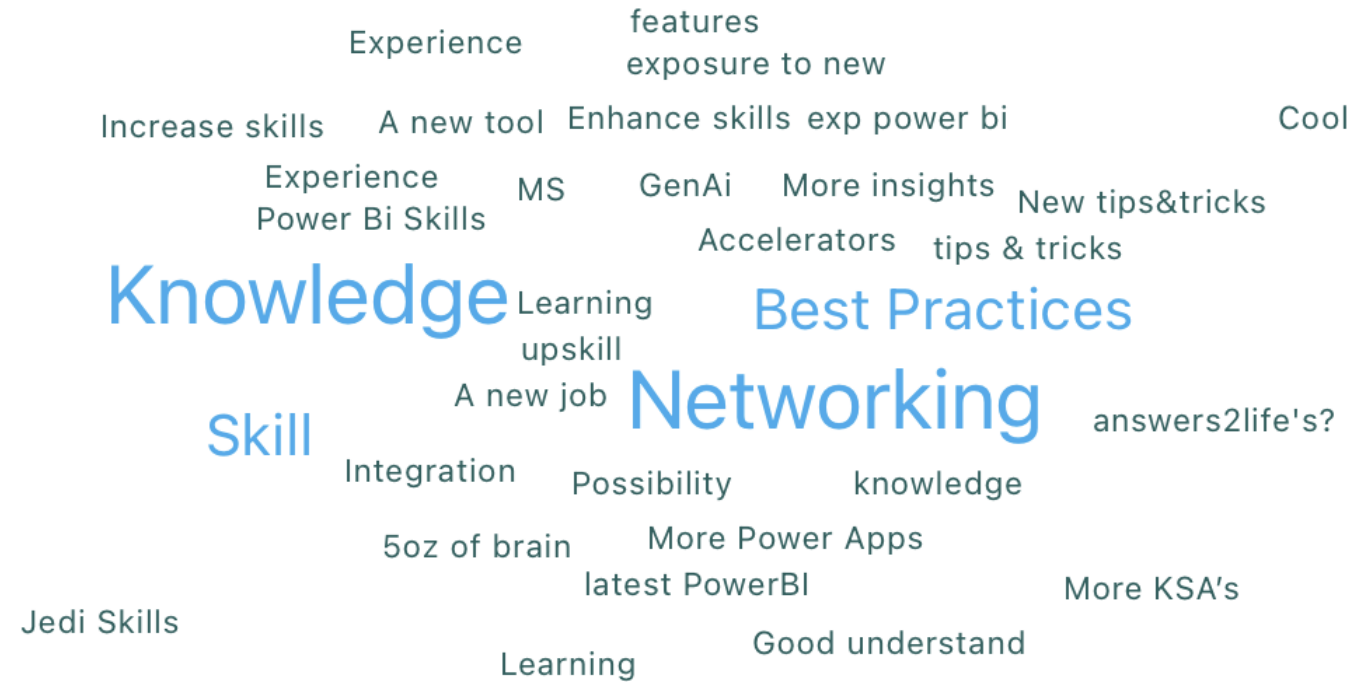 features
Experience
exposure to new
Increase skills
A new tool
Enhance skills
exp power bi
Cool
Experience
MS
GenAi
More insights
New tips&tricks
Power Bi Skills
Accelerators
tips & tricks
Knowledge
Learning
Best Practices
upskill
A new job
Networking
answers2life's?
Skill
Integration
Possibility
knowledge
5oz of brain
More Power Apps
latest PowerBI
More KSA’s
Jedi Skills
Good understand
Learning